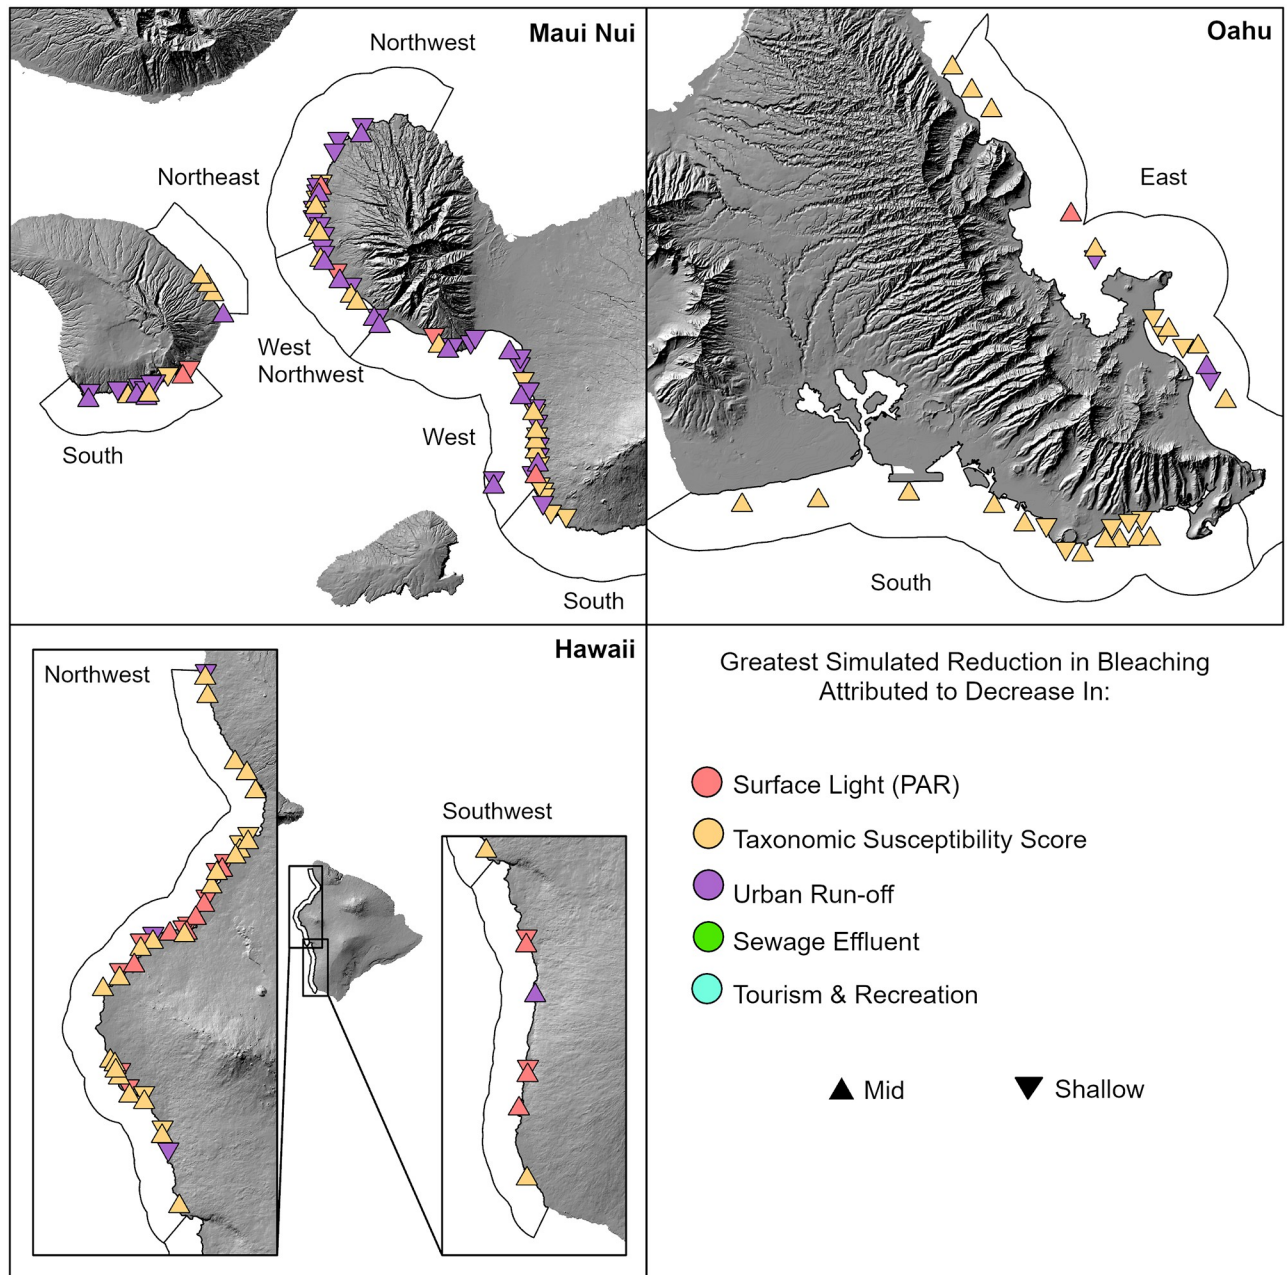 Maui Nui
Northwest
Northeast
West
Northwest
West
South
South
Oahu
East
South
Hawaii
Northwest
Southwest
Greatest Simulated Reduction in Bleaching
Attributed to Decrease In:
Surface Light (PAR)
Taxonomic Susceptibility Score
Urban Run-off
Sewage Effluent
Tourism & Recreation
Mid
Shallow